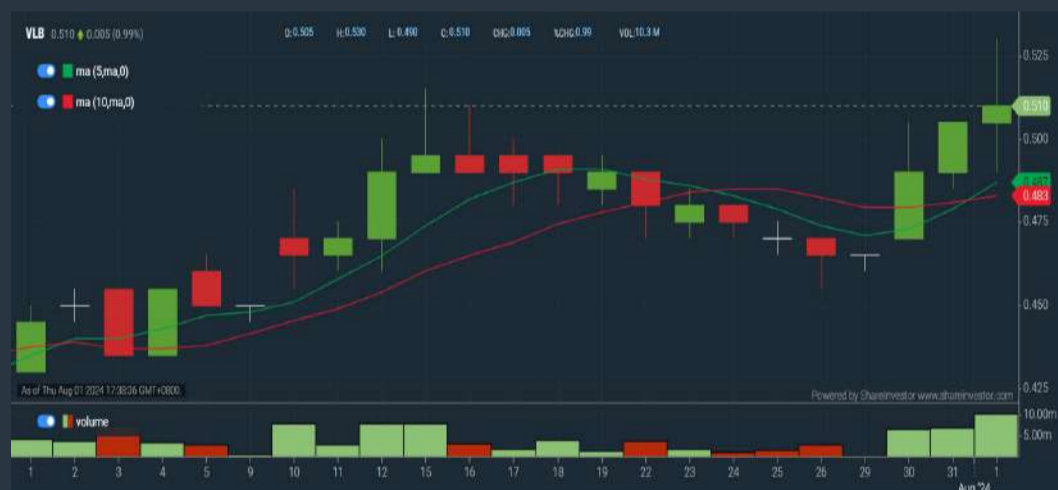 VLB 0.510 0.005 (0.99%) O:0.505 H:0.530 L:0.490 C:0.510 CHG:0.005 %CHG:0.99 VOL:10.3 M
ma (5,ma,0)
ma (10,ma,0)
0.525
0.510
0.500
0.487
0.483
0.475
0.450
0.425
As of Thu Aug 01 2024 17:38:36 GMT+0800. Powered by ShareInvestor www.shareinvestor.com
volume
10.00m
5.00m
1 2 3 4 5 9 10 11 12 15 16 17 18 19 22 23 24 25 26 29 30 31 1
Aug '24